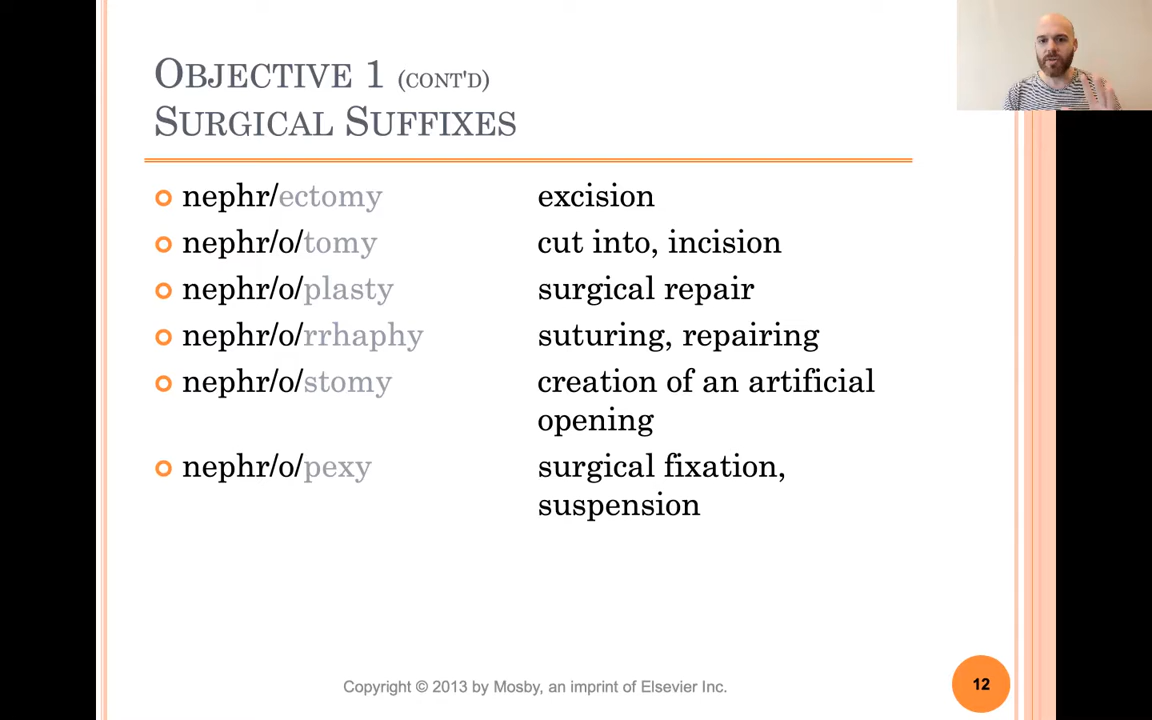 OBJECTIVE 1 (CONT'D)
SURGICAL SUFFIXES
nephr/ectomy excision
nephr/o/tomy cut into, incision
nephr/o/plasty surgical repair
nephr/o/rrhaphy suturing, repairing
nephr/o/stomy creation of an artificial
opening
nephr/o/pexy surgical fixation,
suspension
Copyright © 2013 by Mosby, an imprint of Elsevier Inc.
12